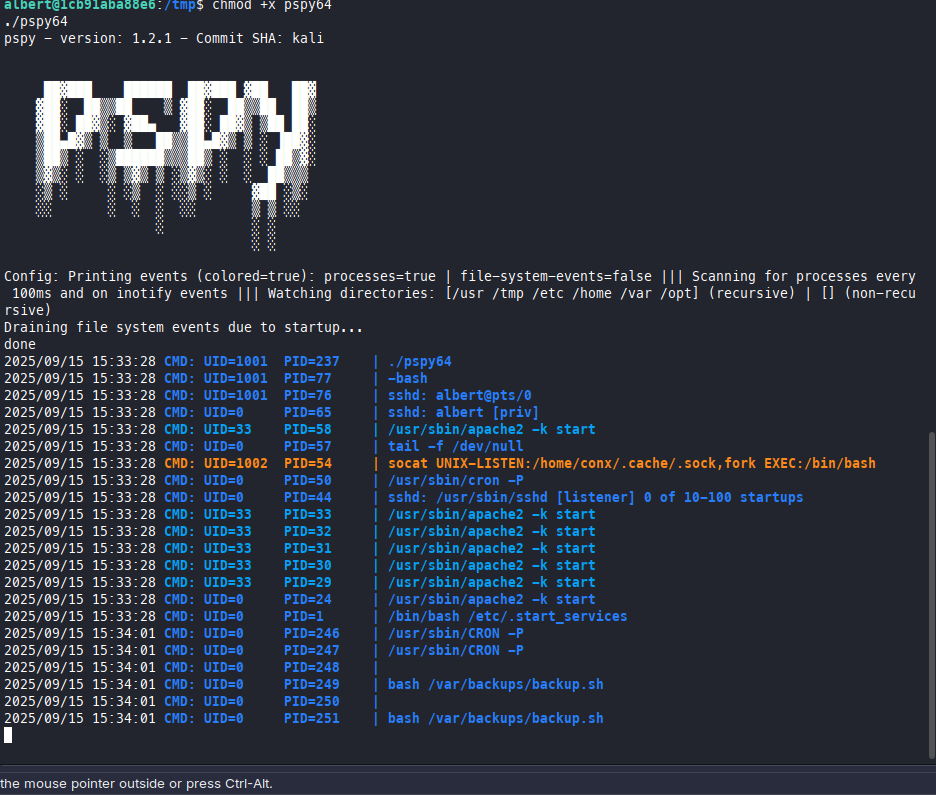 albert@1cb91aba88e6:/tmp$ chmod +x pspy64
./pspy64
pspy - version: 1.2.1 - Commit SHA: kali
Config: Printing events (colored=true): processes=true | file-system-events=false ||| Scanning for processes every
100ms and on inotify events ||| Watching directories: [/usr /tmp /etc /home /var /opt] (recursive) | [] (non-recu
rsive)
Draining file system events due to startup...
done
2025/09/15 15:33:28 CMD: UID=1001 PID=237 | ./pspy64
2025/09/15 15:33:28 CMD: UID=1001 PID=77 | -bash
2025/09/15 15:33:28 CMD: UID=1001 PID=76 | sshd: albert@pts/0
2025/09/15 15:33:28 CMD: UID=0 PID=65 | sshd: albert [priv]
2025/09/15 15:33:28 CMD: UID=33 PID=58 | /usr/sbin/apache2 -k start
2025/09/15 15:33:28 CMD: UID=0 PID=57 | tail -f /dev/null
2025/09/15 15:33:28 CMD: UID=1002 PID=54 | socat UNIX-LISTEN:/home/conx/.cache/.sock,fork EXEC:/bin/bash
2025/09/15 15:33:28 CMD: UID=0 PID=50 | /usr/sbin/cron -P
2025/09/15 15:33:28 CMD: UID=0 PID=44 | sshd: /usr/sbin/sshd [listener] 0 of 10-100 startups
2025/09/15 15:33:28 CMD: UID=33 PID=33 | /usr/sbin/apache2 -k start
2025/09/15 15:33:28 CMD: UID=33 PID=32 | /usr/sbin/apache2 -k start
2025/09/15 15:33:28 CMD: UID=33 PID=31 | /usr/sbin/apache2 -k start
2025/09/15 15:33:28 CMD: UID=33 PID=30 | /usr/sbin/apache2 -k start
2025/09/15 15:33:28 CMD: UID=33 PID=29 | /usr/sbin/apache2 -k start
2025/09/15 15:33:28 CMD: UID=0 PID=24 | /usr/sbin/apache2 -k start
2025/09/15 15:33:28 CMD: UID=0 PID=1 | /bin/bash /etc/.start_services
2025/09/15 15:34:01 CMD: UID=0 PID=246 | /usr/sbin/CRON -P
2025/09/15 15:34:01 CMD: UID=0 PID=247 | /usr/sbin/CRON -P
2025/09/15 15:34:01 CMD: UID=0 PID=248 |
2025/09/15 15:34:01 CMD: UID=0 PID=249 | bash /var/backups/backup.sh
2025/09/15 15:34:01 CMD: UID=0 PID=250 |
2025/09/15 15:34:01 CMD: UID=0 PID=251 | bash /var/backups/backup.sh
the mouse pointer outside or press Ctrl-Alt.